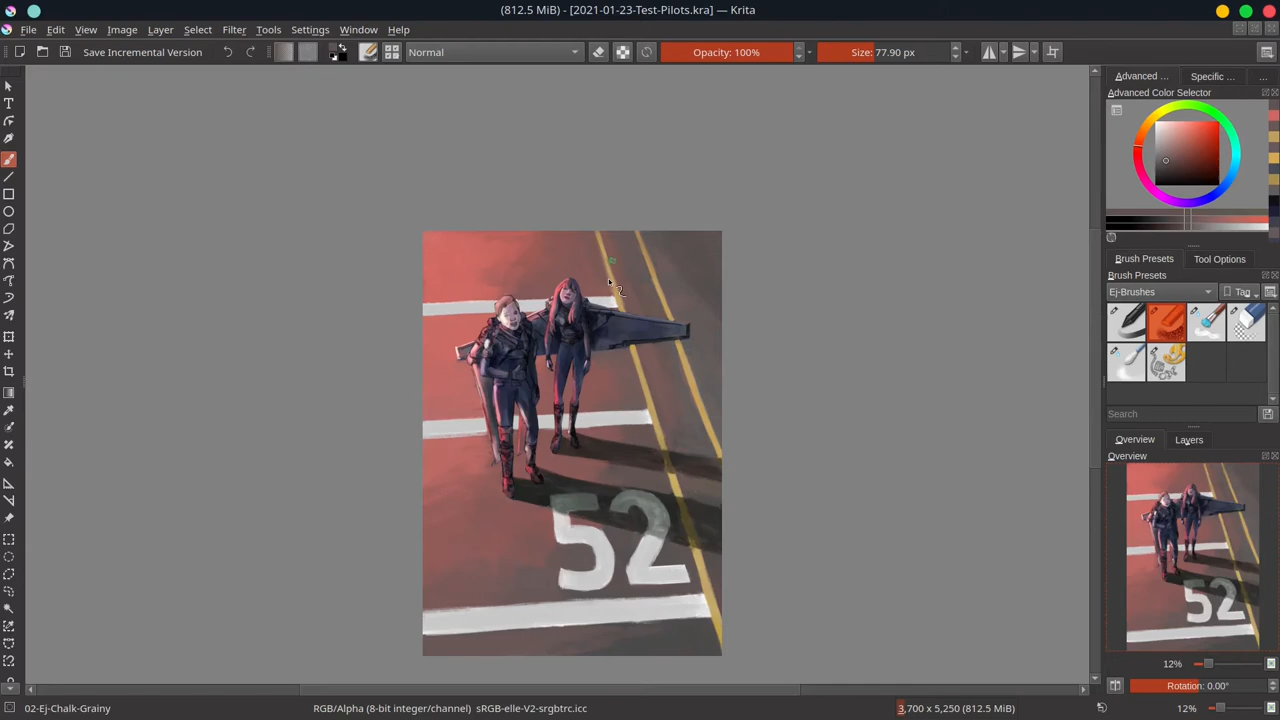 (812.5 MiB) - [2021-01-23-Test-Pilots.kra] — Krita
File Edit View Image Layer Select Filter Tools Settings Window Help
Save Incremental Version Normal Opacity: 100% Size: 77.90 px
Advanced ... Specific ... ...
Advanced Color Selector
Brush Presets Tool Options
Brush Presets
Ej-Brushes Tag
Search
Overview Layers
Overview
52
52
12%
Rotation: 0.00°
02-Ej-Chalk-Grainy RGB/Alpha (8-bit integer/channel) sRGB-elle-V2-srgbtrc.icc 3,700 x 5,250 (812.5 MiB) 12%